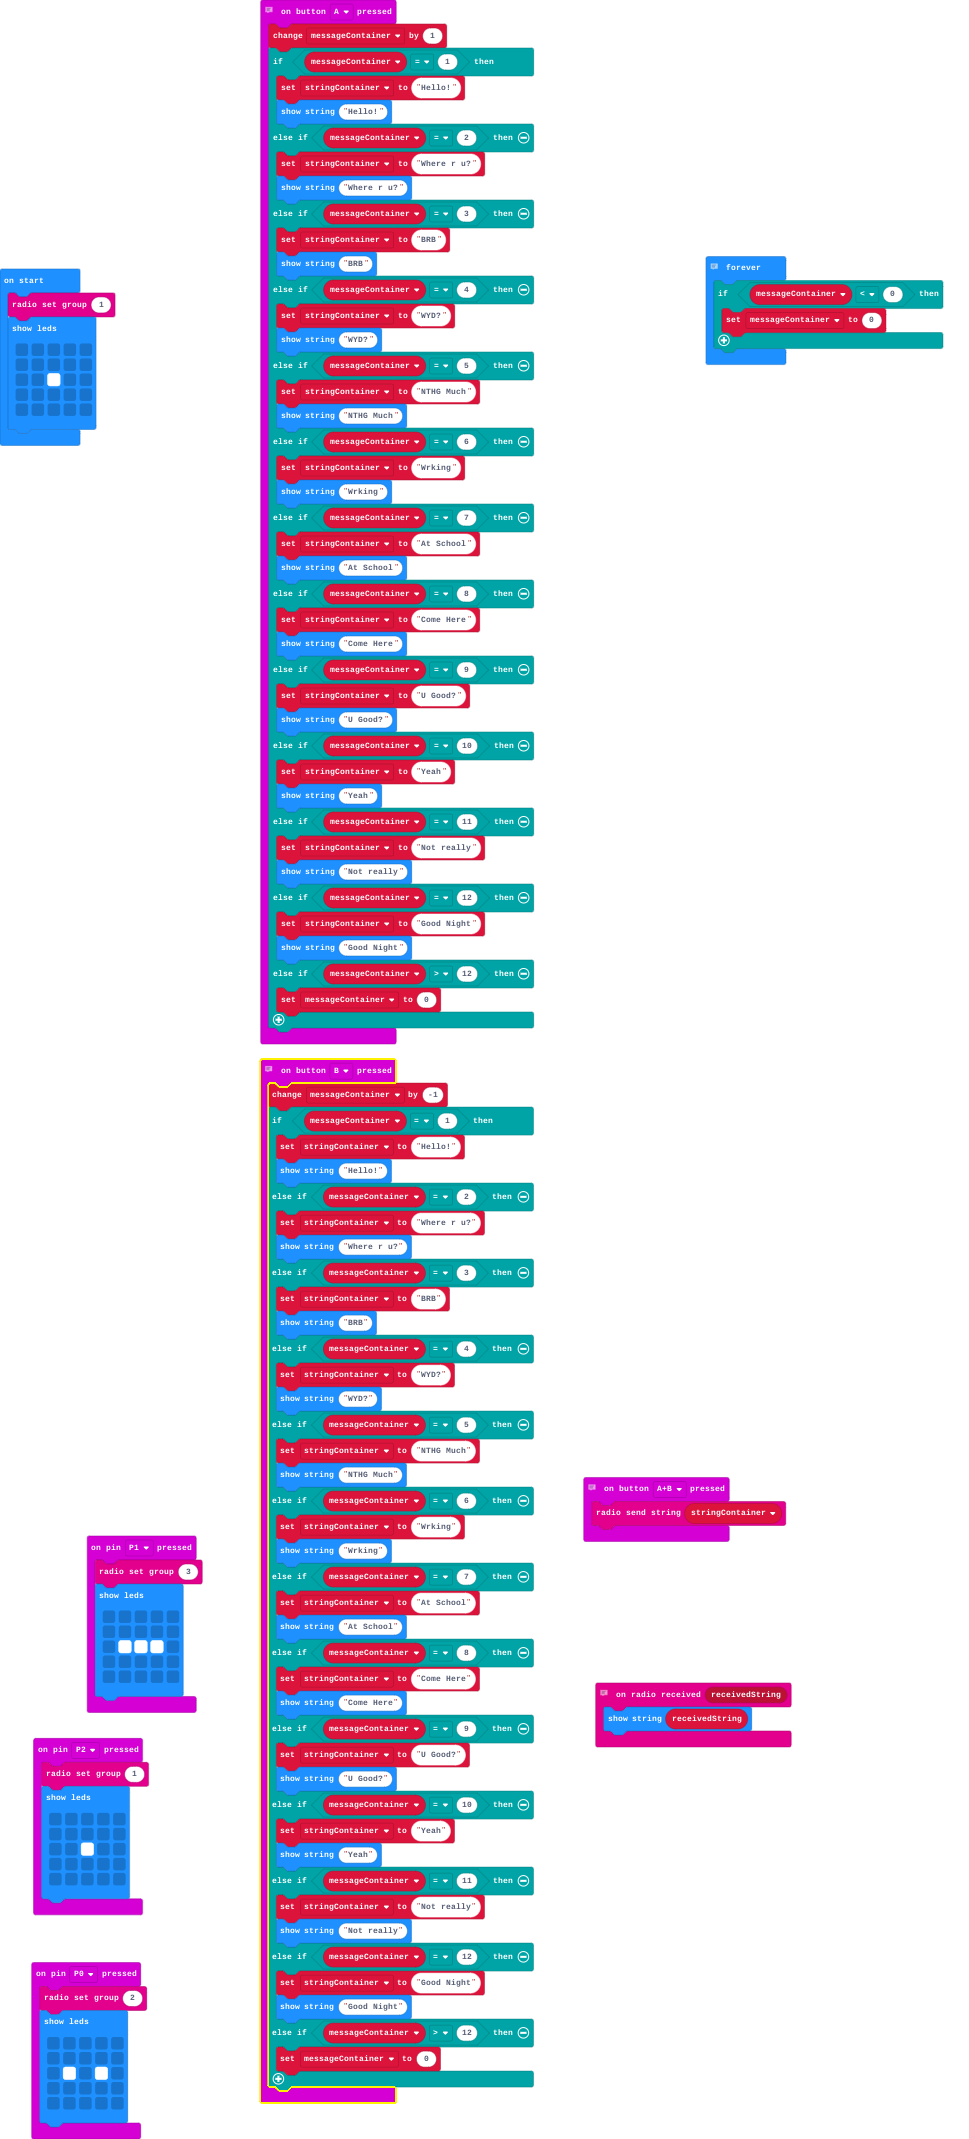 on start
radio set group 1
show leds
on button A pressed
change messageContainer by 1
if messageContainer = 1 then
set stringContainer to "Hello!"
show string "Hello!"
else if messageContainer = 2 then
set stringContainer to "Where r u?"
show string "Where r u?"
else if messageContainer = 3 then
set stringContainer to "BRB"
show string "BRB"
else if messageContainer = 4 then
set stringContainer to "WYD?"
show string "WYD?"
else if messageContainer = 5 then
set stringContainer to "NTHG Much"
show string "NTHG Much"
else if messageContainer = 6 then
set stringContainer to "Wrking"
show string "Wrking"
else if messageContainer = 7 then
set stringContainer to "At School"
show string "At School"
else if messageContainer = 8 then
set stringContainer to "Come Here"
show string "Come Here"
else if messageContainer = 9 then
set stringContainer to "U Good?"
show string "U Good?"
else if messageContainer = 10 then
set stringContainer to "Yeah"
show string "Yeah"
else if messageContainer = 11 then
set stringContainer to "Not really"
show string "Not really"
else if messageContainer = 12 then
set stringContainer to "Good Night"
show string "Good Night"
else if messageContainer > 12 then
set messageContainer to 0
forever
if messageContainer < 0 then
set messageContainer to 0
on button B pressed
change messageContainer by -1
if messageContainer = 1 then
set stringContainer to "Hello!"
show string "Hello!"
else if messageContainer = 2 then
set stringContainer to "Where r u?"
show string "Where r u?"
else if messageContainer = 3 then
set stringContainer to "BRB"
show string "BRB"
else if messageContainer = 4 then
set stringContainer to "WYD?"
show string "WYD?"
else if messageContainer = 5 then
set stringContainer to "NTHG Much"
show string "NTHG Much"
else if messageContainer = 6 then
set stringContainer to "Wrking"
show string "Wrking"
else if messageContainer = 7 then
set stringContainer to "At School"
show string "At School"
else if messageContainer = 8 then
set stringContainer to "Come Here"
show string "Come Here"
else if messageContainer = 9 then
set stringContainer to "U Good?"
show string "U Good?"
else if messageContainer = 10 then
set stringContainer to "Yeah"
show string "Yeah"
else if messageContainer = 11 then
set stringContainer to "Not really"
show string "Not really"
else if messageContainer = 12 then
set stringContainer to "Good Night"
show string "Good Night"
else if messageContainer > 12 then
set messageContainer to 0
on button A+B pressed
radio send string stringContainer
on radio received receivedString
show string receivedString
on pin P1 pressed
radio set group 3
show leds
on pin P2 pressed
radio set group 1
show leds
on pin P0 pressed
radio set group 2
show leds